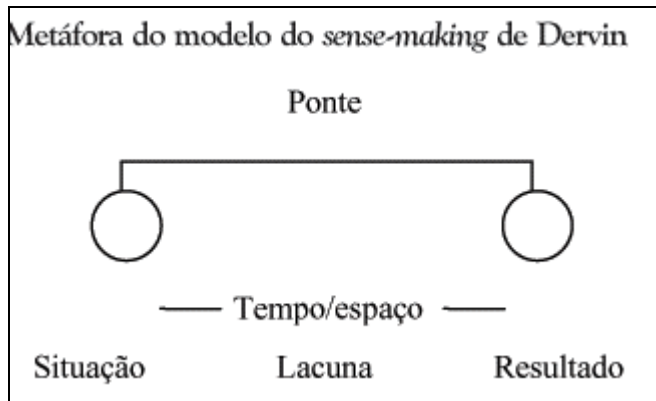 Metáfora do modelo do sense-making de Dervin
Ponte
Tempo/espaço
Situação Lacuna Resultado